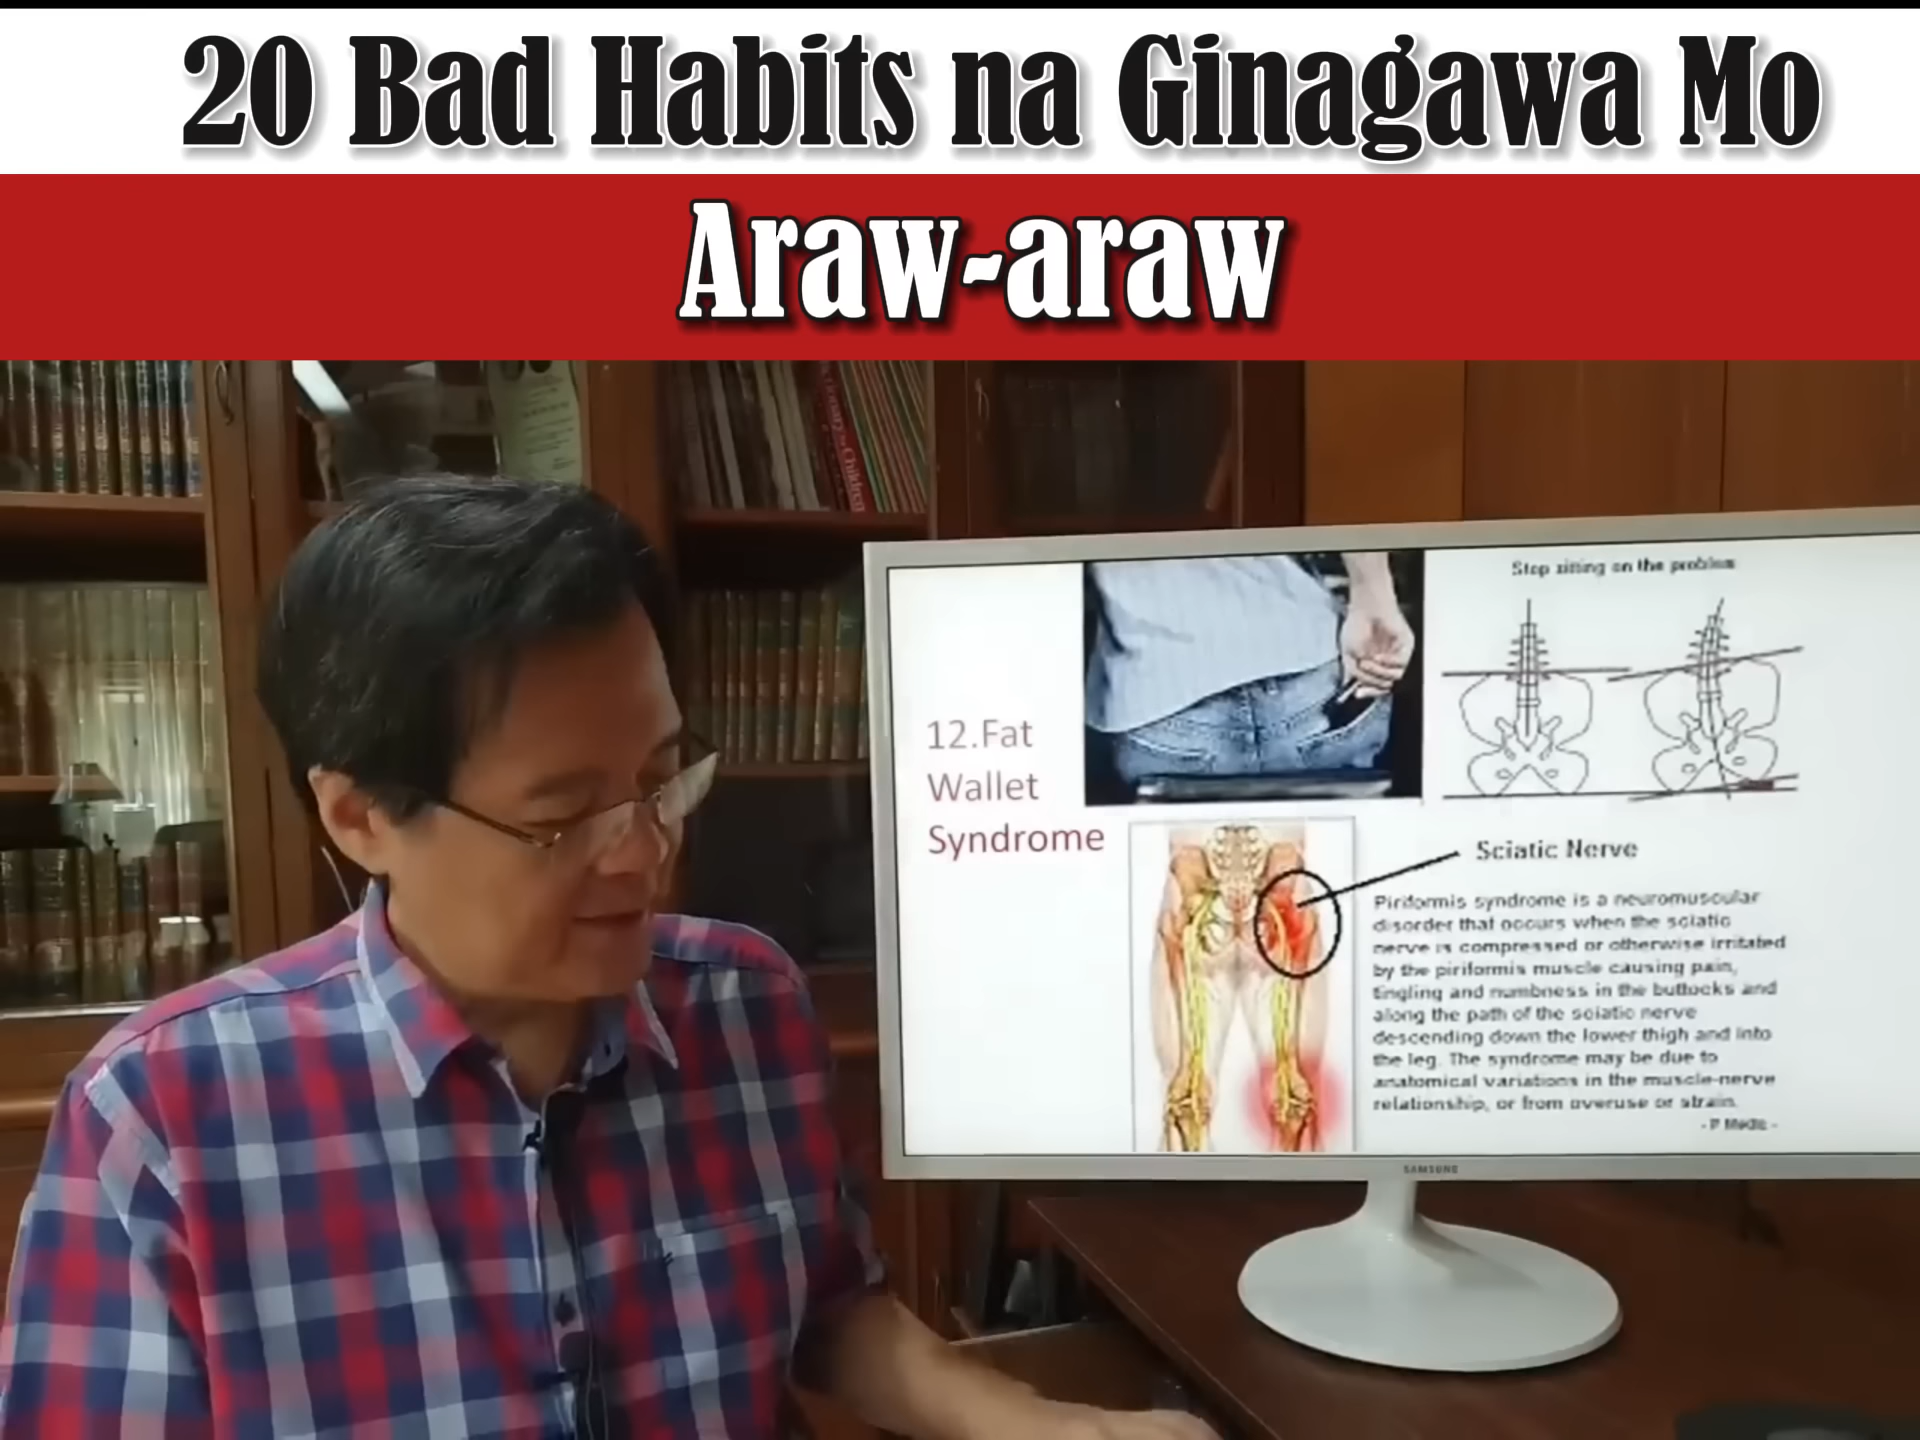 20 Bad Habits na Ginagawa Mo
Araw-araw
Stop sitting on the problem
12.Fat
Wallet
Syndrome
Sciatic Nerve
Piriformis syndrome is a neuromuscular
disorder that occurs when the sciatic
nerve is compressed or otherwise irritated
by the piriformis muscle causing pain,
tingling and numbness in the buttocks and
along the path of the sciatic nerve
descending down the lower thigh and into
the leg. The syndrome may be due to
anatomical variations in the muscle-nerve
relationship, or from overuse or strain.
SAMSUNG